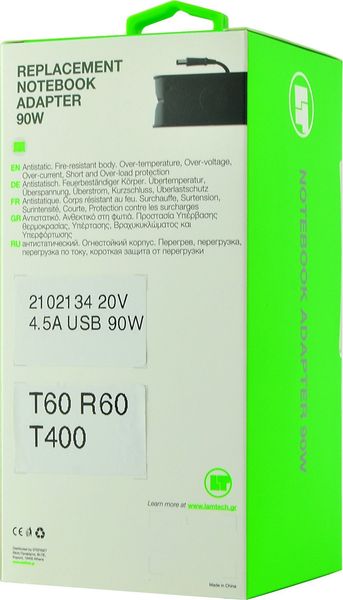 REPLACEMENT
NOTEBOOK
ADAPTER
90W
EN Antistatic. Fire-resistant body. Over-temperature, Over-voltage,
Over-current, Short and Over-load protection
DE Antistatisch. Feuerbeständiger Körper. Übertemperatur,
Überspannung, Überstrom, Kurzschluss, Überlastschutz
FR Antistatique. Corps résistant au feu. Surchauffe, Surtension,
Surintensité, Courte, Protection contre les surcharges
GR Αντιστατικο. Ανθεκτικό στη φωτιά. Προστασία Υπέρβασης
θερμοκρασίας, Υπέρτασης, Βραχυκυκλώματος και
Υπερφόρτωσης
RU антистатический. Огнестойкий корпус. Перегрев, перегрузка,
перегрузка по току, короткая защита от перегрузки
2102134 20V
4.5A USB 90W
T60 R60
T400
LT
Learn more at www.lamtech.gr
CE
Made in China
LT
NOTEBOOK ADAPTER 90W